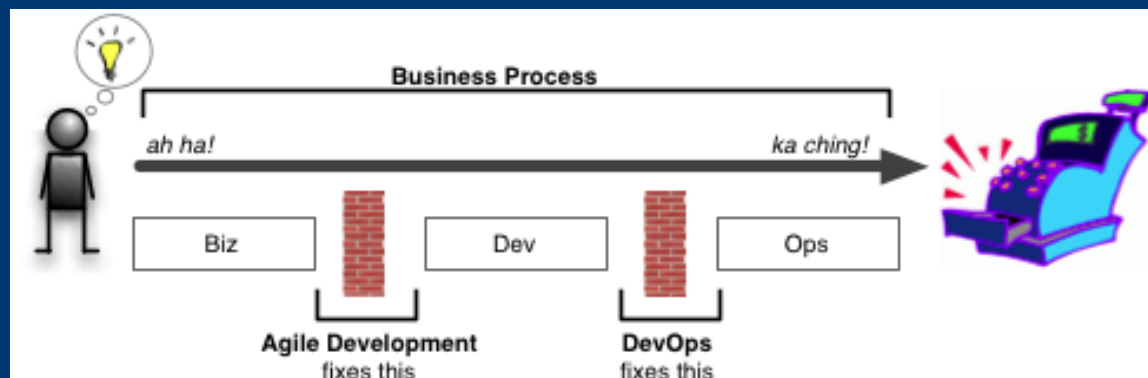 Business Process
ah ha!
ka ching!
Biz
Dev
Ops
Agile Development
fixes this
DevOps
fixes this